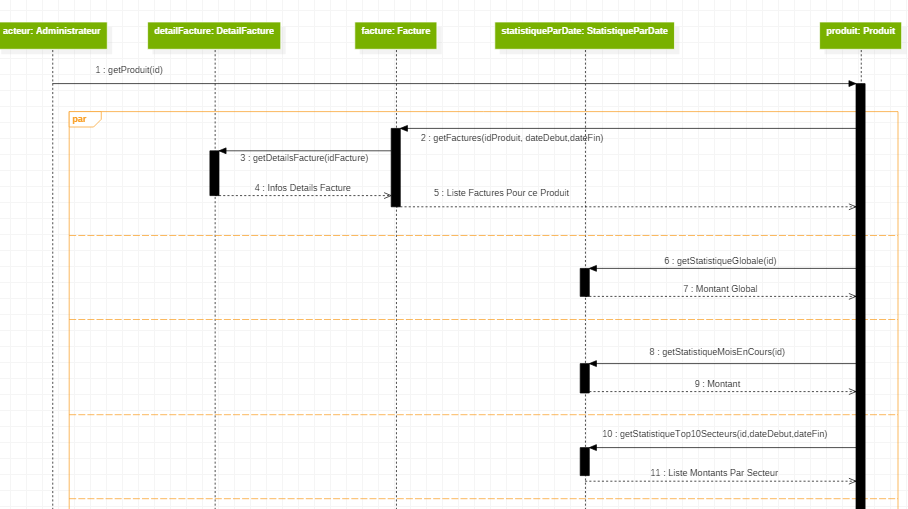 acteur: Administrateur
detailFacture: DetailFacture
facture: Facture
statistiqueParDate: StatistiqueParDate
produit: Produit
1 : getProduit(id)
par
2 : getFactures(idProduit, dateDebut,dateFin)
3 : getDetailsFacture(idFacture)
4 : Infos Details Facture
5 : Liste Factures Pour ce Produit
6 : getStatistiqueGlobale(id)
7 : Montant Global
8 : getStatistiqueMoisEnCours(id)
9 : Montant
10 : getStatistiqueTop10Secteurs(id,dateDebut,dateFin)
11 : Liste Montants Par Secteur